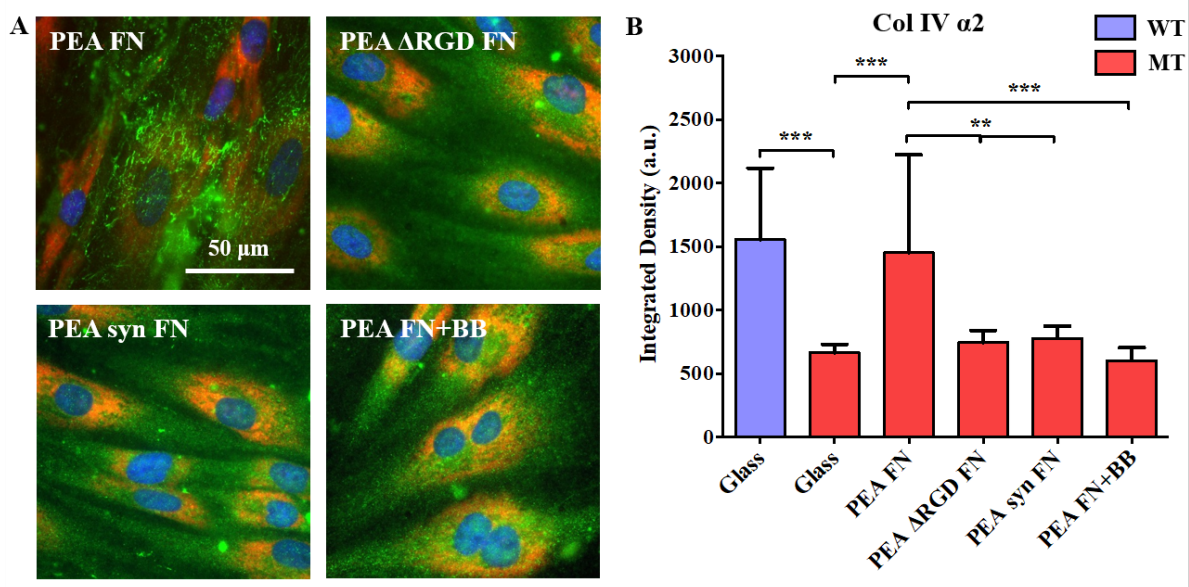 A
PEA FN
PEA ΔRGD FN
50 μm
PEA syn FN
PEA FN+BB
B
Col IV α2
WT
MT
Integrated Density (a.u.)
3000
2500
2000
1500
1000
500
0
***
***
***
**
Glass
Glass
PEA FN
PEA ΔRGD FN
PEA syn FN
PEA FN+BB